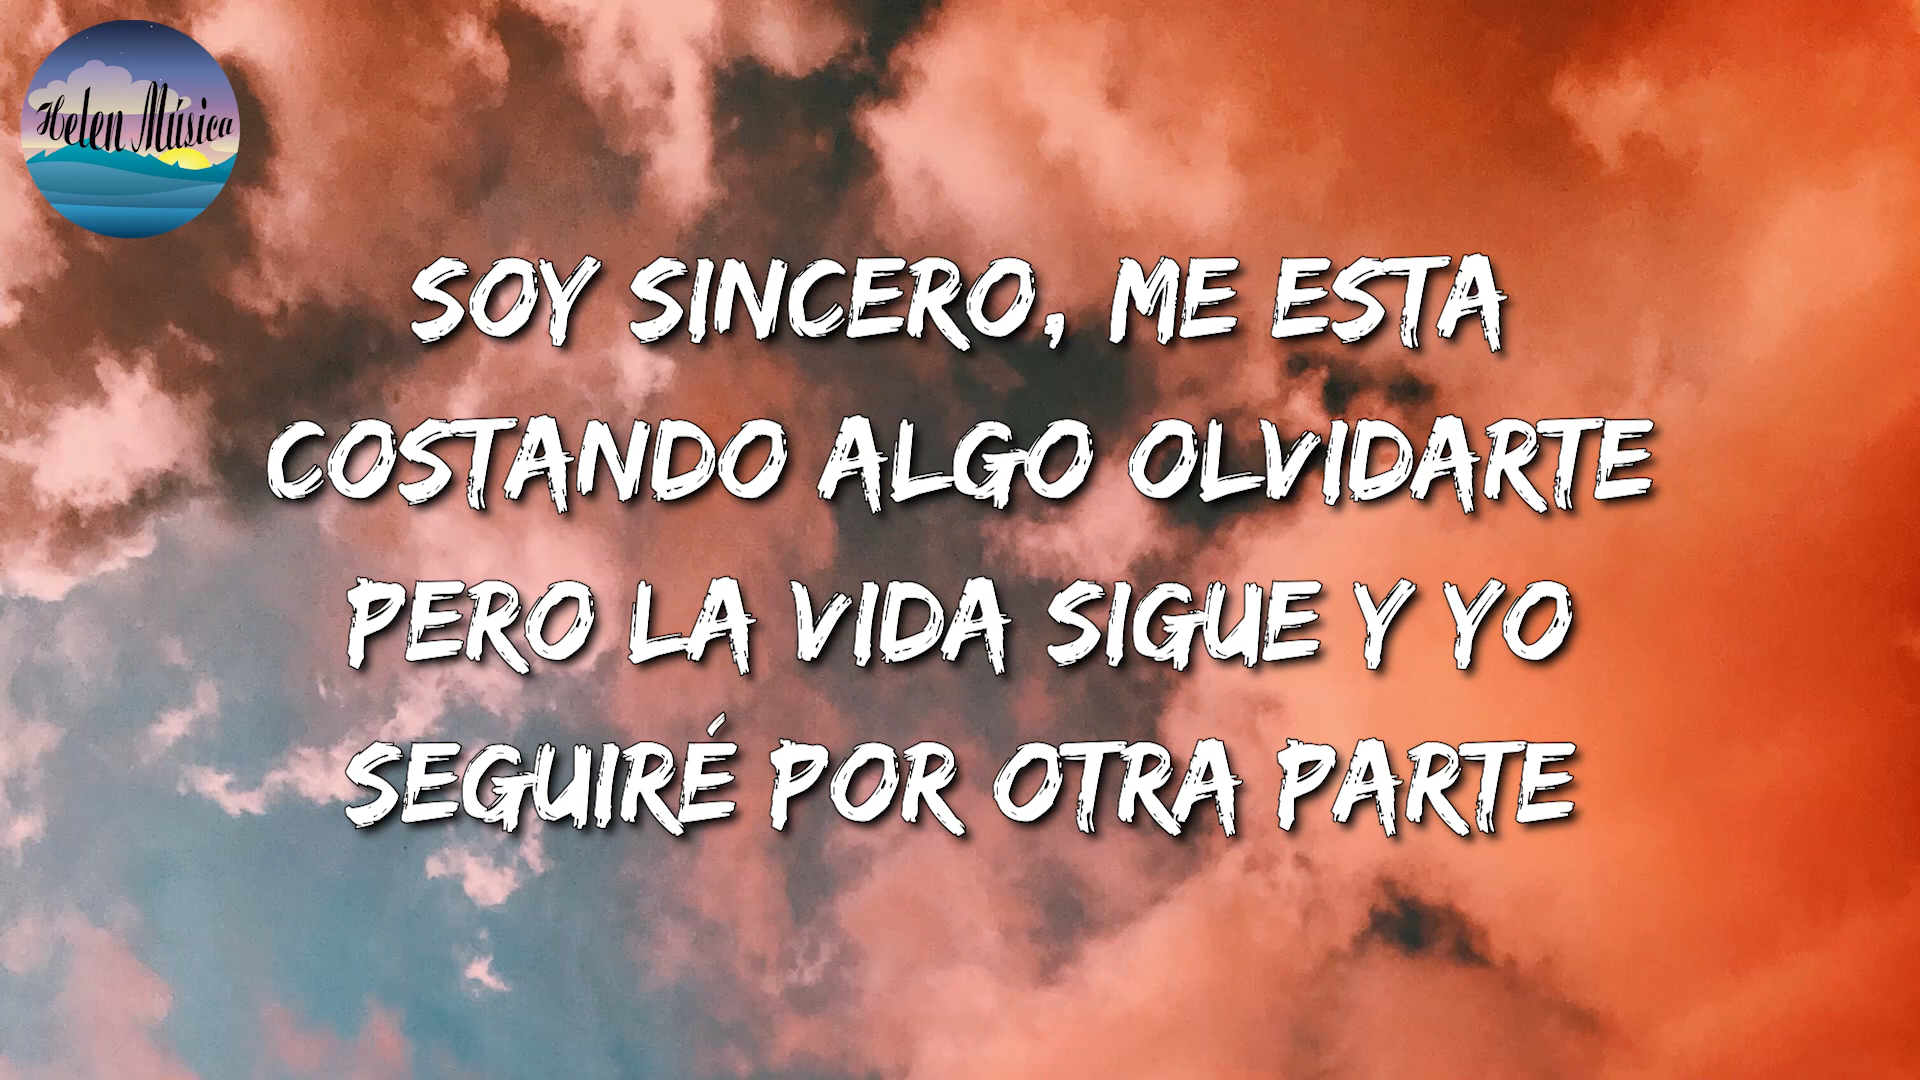 Helen Música
SOY SINCERO, ME ESTA
COSTANDO ALGO OLVIDARTE
PERO LA VIDA SIGUE Y YO
SEGUIRÉ POR OTRA PARTE